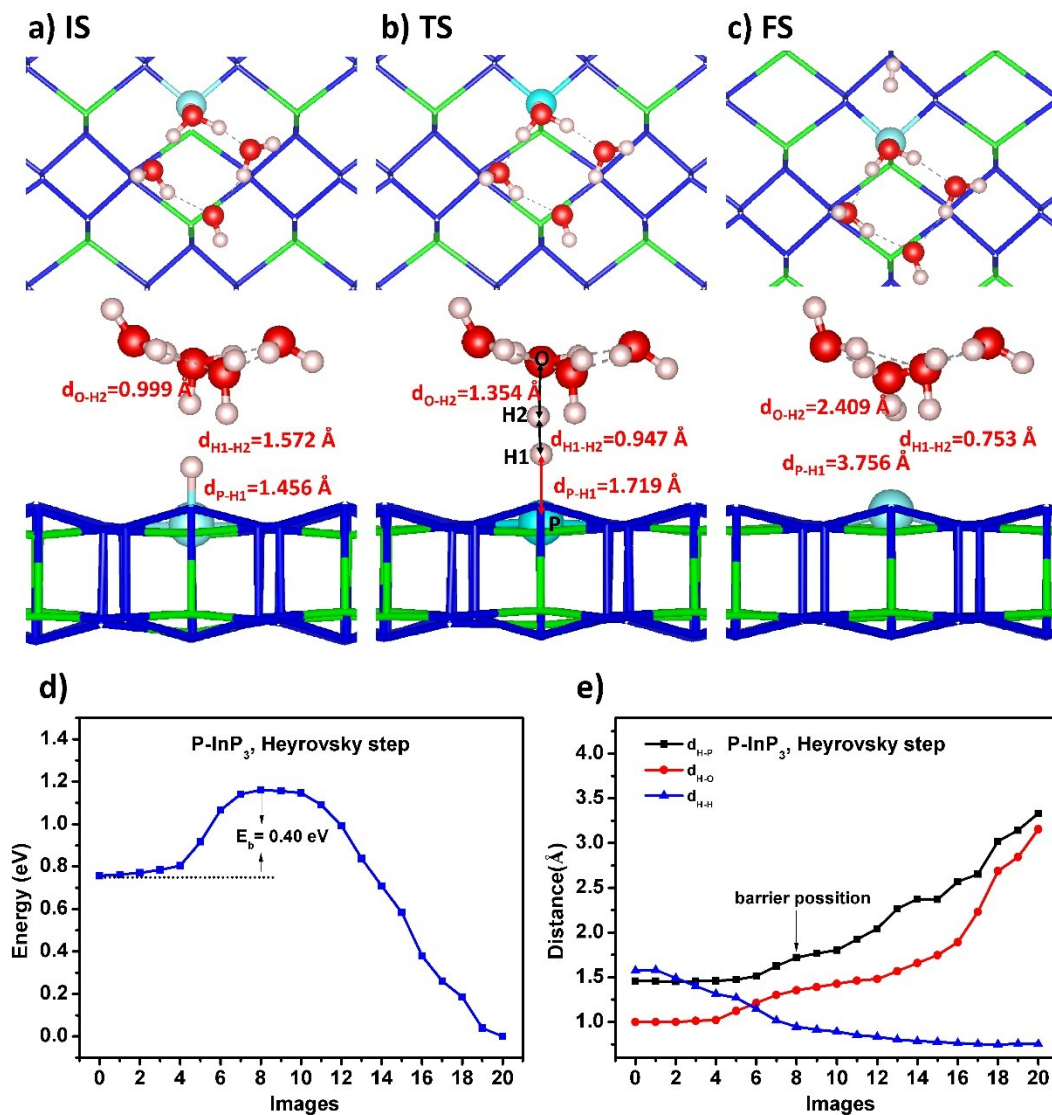 a) IS
b) TS
c) FS
d_O-H2=0.999 Å
d_H1-H2=1.572 Å
d_P-H1=1.456 Å
O
d_O-H2=1.354 Å
H2
d_H1-H2=0.947 Å
H1
d_P-H1=1.719 Å
P
d_O-H2=2.409 Å
d_H1-H2=0.753 Å
d_P-H1=3.756 Å
d)
P-InP3, Heyrovsky step
E_b= 0.40 eV
Energy (eV)
1.4
1.2
1.0
0.8
0.6
0.4
0.2
0.0
0 2 4 6 8 10 12 14 16 18 20
Images
e)
P-InP3, Heyrovsky step
d_H-P
d_H-O
d_H-H
barrier possition
Distance(Å)
4.0
3.5
3.0
2.5
2.0
1.5
1.0
0 2 4 6 8 10 12 14 16 18 20
Images